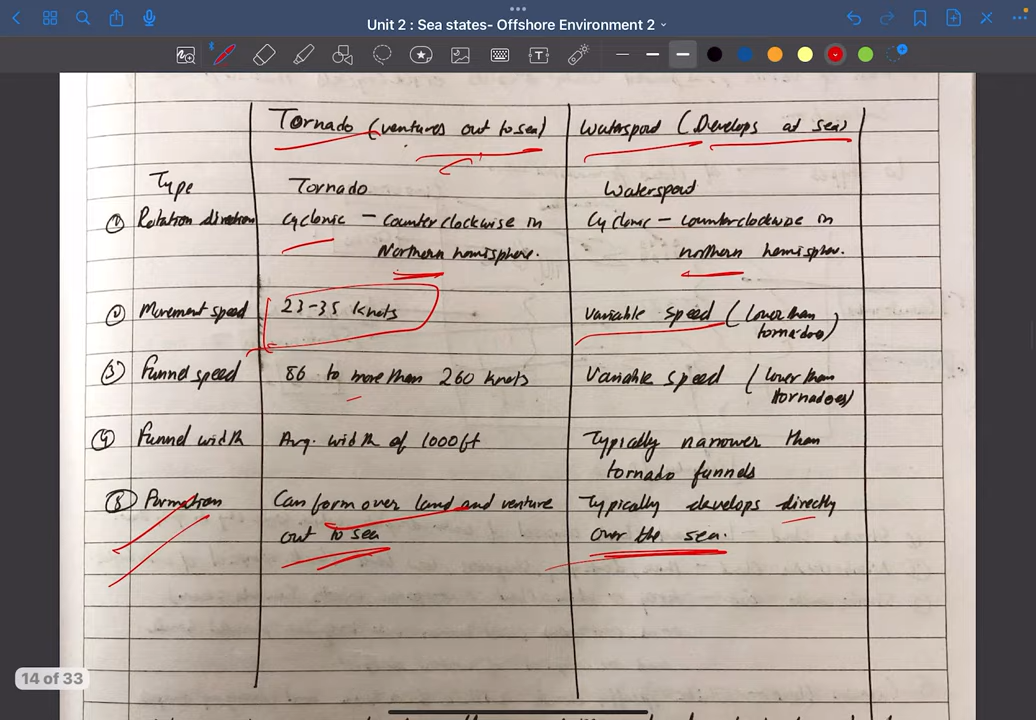 Unit 2 : Sea states- Offshore Environment 2
Tornado (ventures out to sea) Waterspout (Develops at sea)
Type Tornado Waterspout
① Rotation direction Cyclonic - Counterclockwise in Cyclonic - counterclockwise in
Northern hemisphere. northern hemisphere.
② Movement speed 23-35 knots Variable speed (lower than
tornadoes)
③ Funnel speed 86 to more than 260 knots Variable speed (lower than
tornadoes)
④ Funnel width Avg. width of 1000ft Typically narrower than
tornado funnels
⑤ Formation Can form over land and venture Typically develops directly
out to sea over the sea.
14 of 33